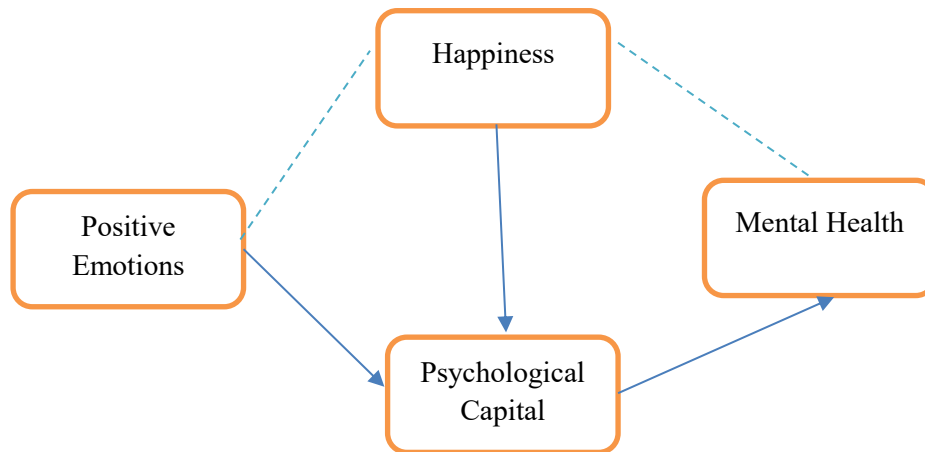 Happiness
Positive
Emotions
Mental Health
Psychological
Capital